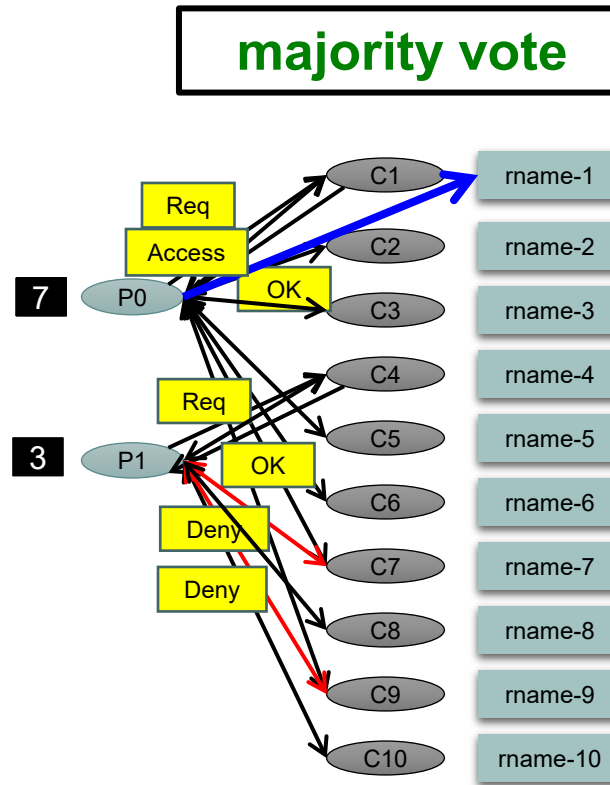 majority vote
C1
rname-1
Req
C2
rname-2
Access
7
P0
OK
C3
rname-3
C4
rname-4
Req
C5
rname-5
3
P1
OK
C6
rname-6
Deny
C7
rname-7
Deny
C8
rname-8
C9
rname-9
C10
rname-10